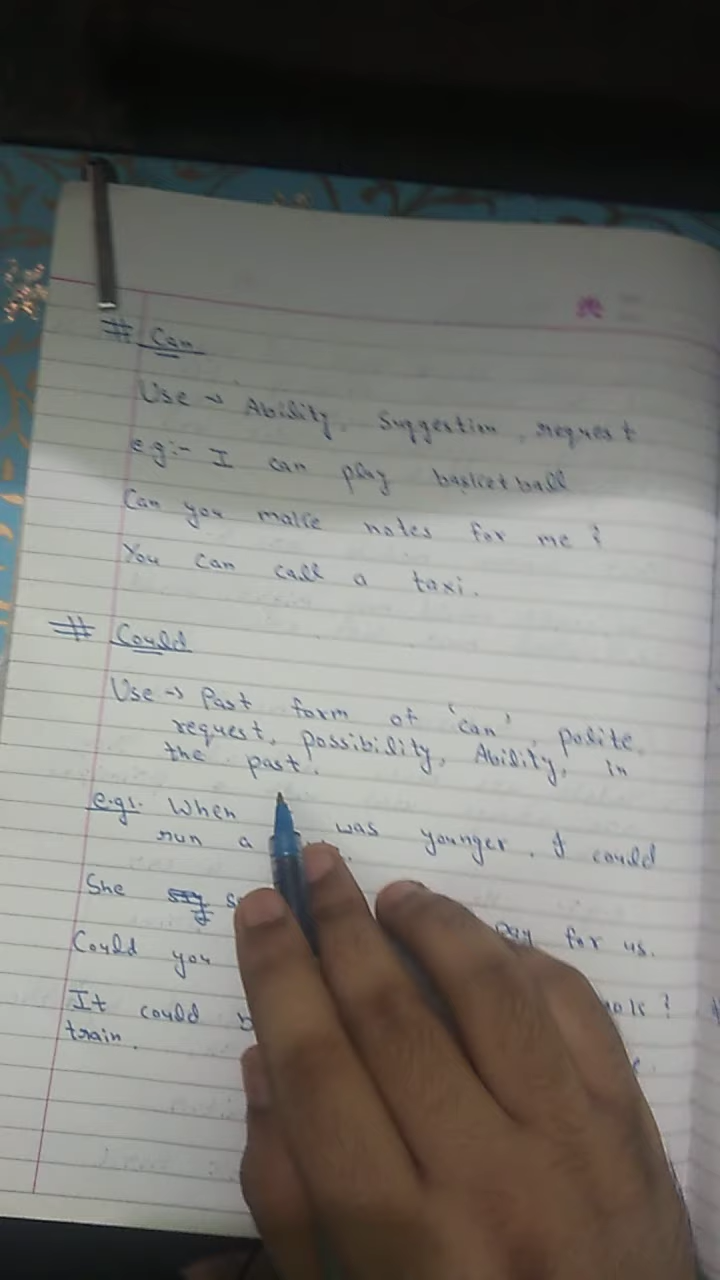 # Can
Use → Ability, Suggestion, request
e.g:- I can play basketball
Can you make notes for me ?
You can call a taxi.
# Could
Use → Past form of 'can', polite
request, possibility, Ability, in
the past.
e.g:- When was younger, I could
run a
She for us.
Could you ?
It could
train.